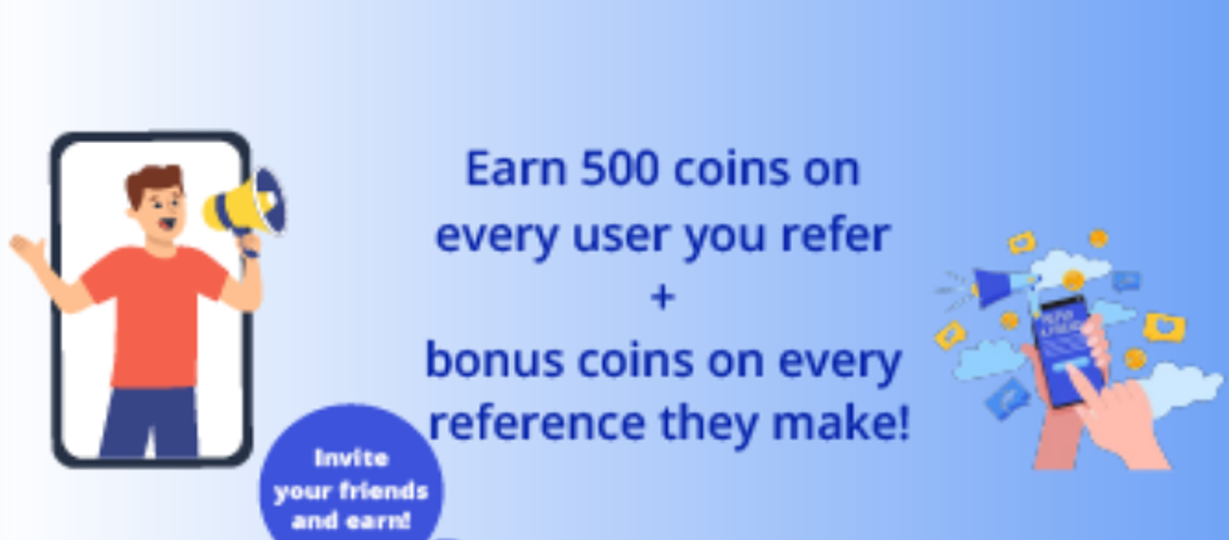 Earn 500 coins on
every user you refer
+
bonus coins on every
reference they make!
Invite
your friends
and earn!